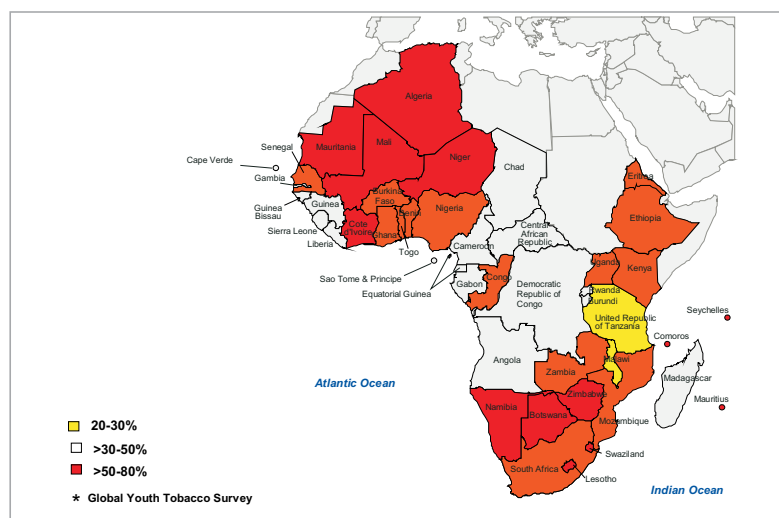 Algeria
Mauritania
Mali
Niger
Senegal
Cape Verde
Chad
Gambia
Eritrea
Burkina
Faso
Guinea
Guinea
Bissau
Benin
Nigeria
Ethiopia
Cote
d'Ivoire
Ghana
Central
African
Republic
Sierra Leone
Liberia
Togo
Cameroon
Sao Tome & Principe
Equatorial Guinea
Gabon
Congo
Uganda
Kenya
Democratic
Republic of
Congo
Rwanda
Burundi
United Republic
of Tanzania
Seychelles
Comoros
Angola
Malawi
Zambia
Madagascar
Atlantic Ocean
Mauritius
Namibia
Zimbabwe
Botswana
Mozambique
Swaziland
South Africa
Lesotho
Indian Ocean
20-30%
>30-50%
>50-80%
* Global Youth Tobacco Survey